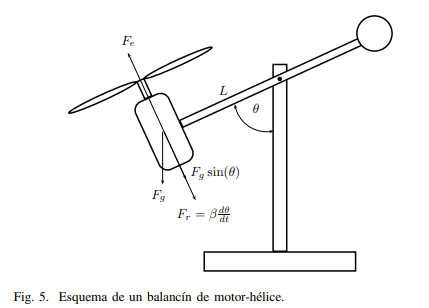 F_e
L
θ
F_g sin(θ)
F_g
F_r = β dθ/dt
Fig. 5. Esquema de un balancín de motor-hélice.